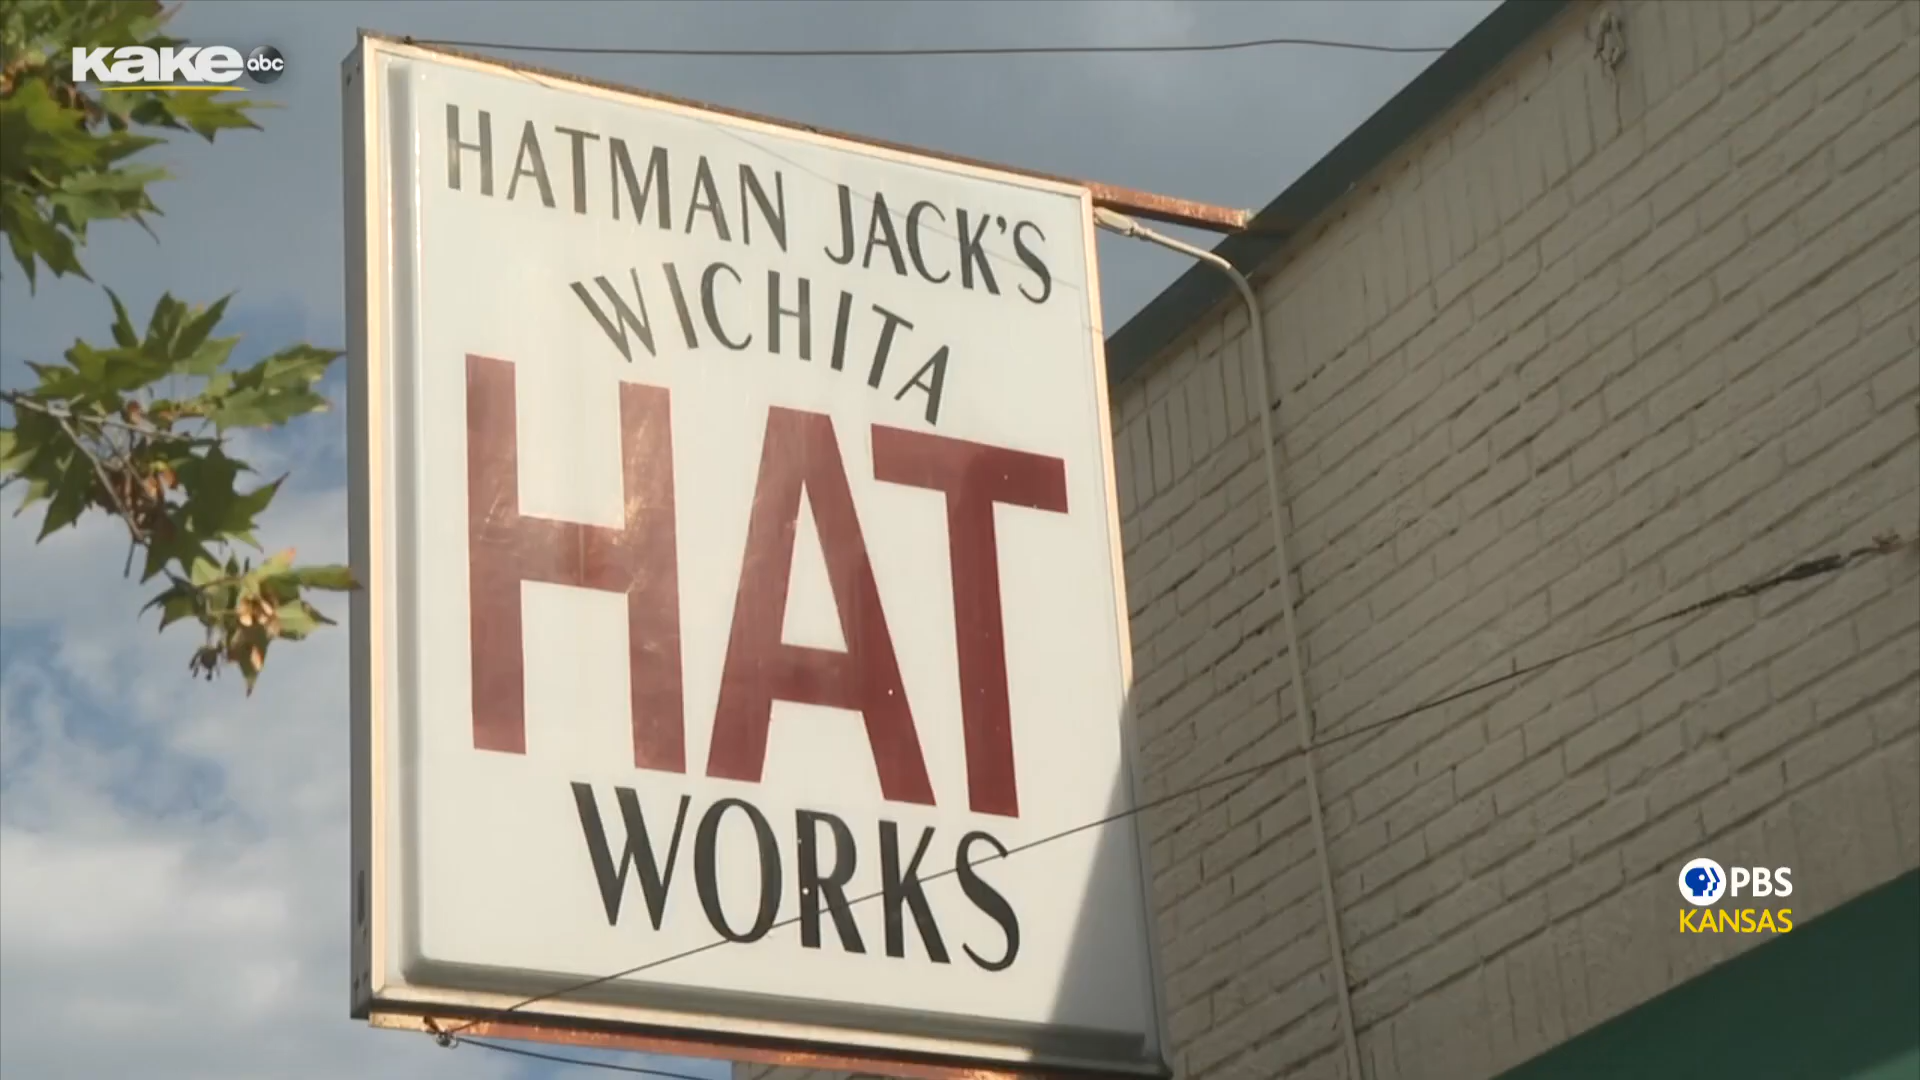 KAKE abc
HATMAN JACK'S
WICHITA
HAT
WORKS
PBS
KANSAS